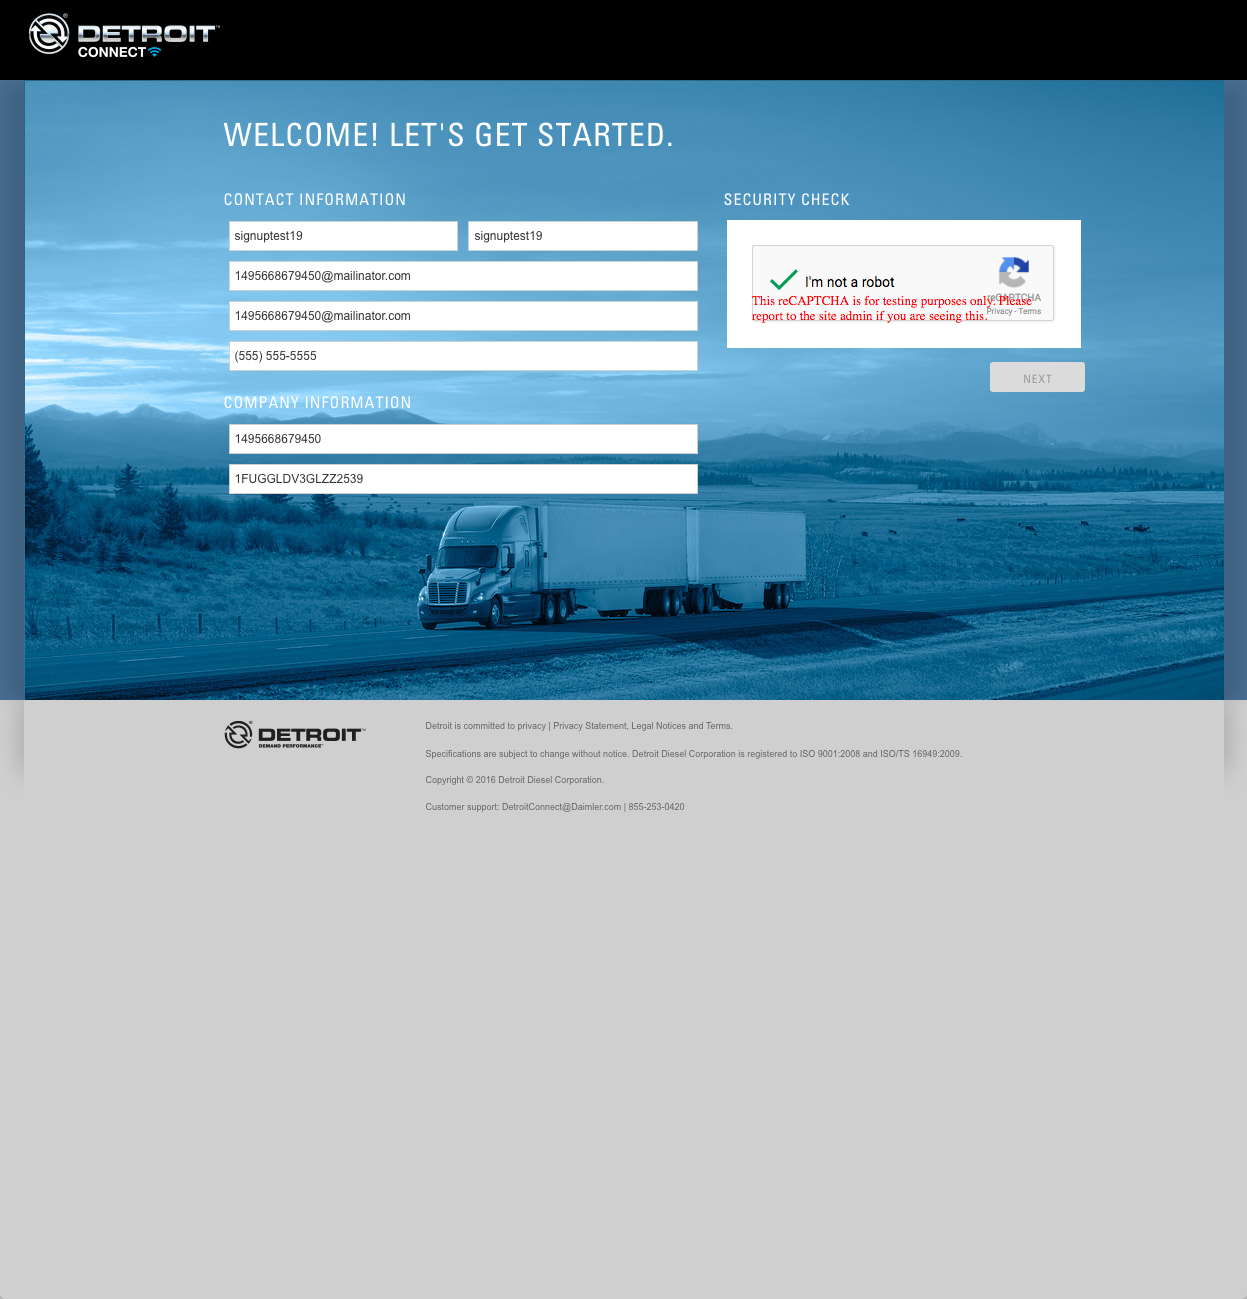 DETROIT™
CONNECT
WELCOME! LET'S GET STARTED.
CONTACT INFORMATION
signuptest19
signuptest19
1495668679450@mailinator.com
1495668679450@mailinator.com
(555) 555-5555
COMPANY INFORMATION
1495668679450
1FUGGLDV3GLZZ2539
SECURITY CHECK
I'm not a robot
reCAPTCHA
Privacy - Terms
This reCAPTCHA is for testing purposes only. Please
report to the site admin if you are seeing this.
NEXT
DETROIT™
DEMAND PERFORMANCE™
Detroit is committed to privacy | Privacy Statement, Legal Notices and Terms.
Specifications are subject to change without notice. Detroit Diesel Corporation is registered to ISO 9001:2008 and ISO/TS 16949:2009.
Copyright © 2016 Detroit Diesel Corporation.
Customer support: DetroitConnect@Daimler.com | 855-253-0420